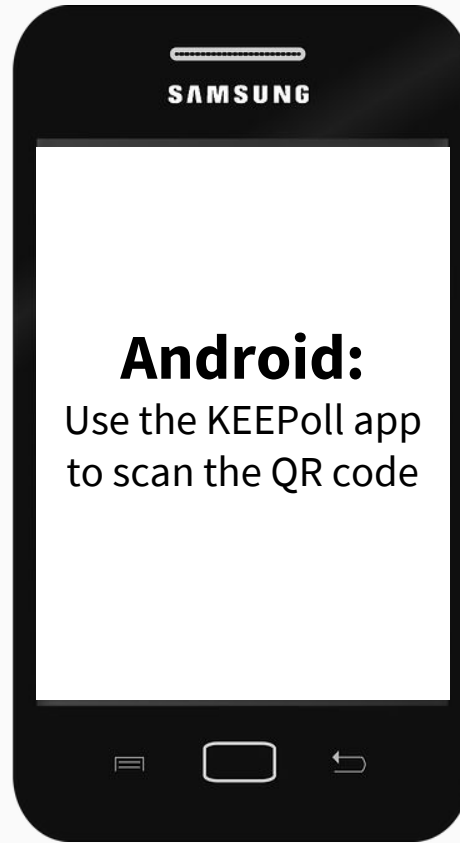 SAMSUNG
Android:
Use the KEEPoll app
to scan the QR code